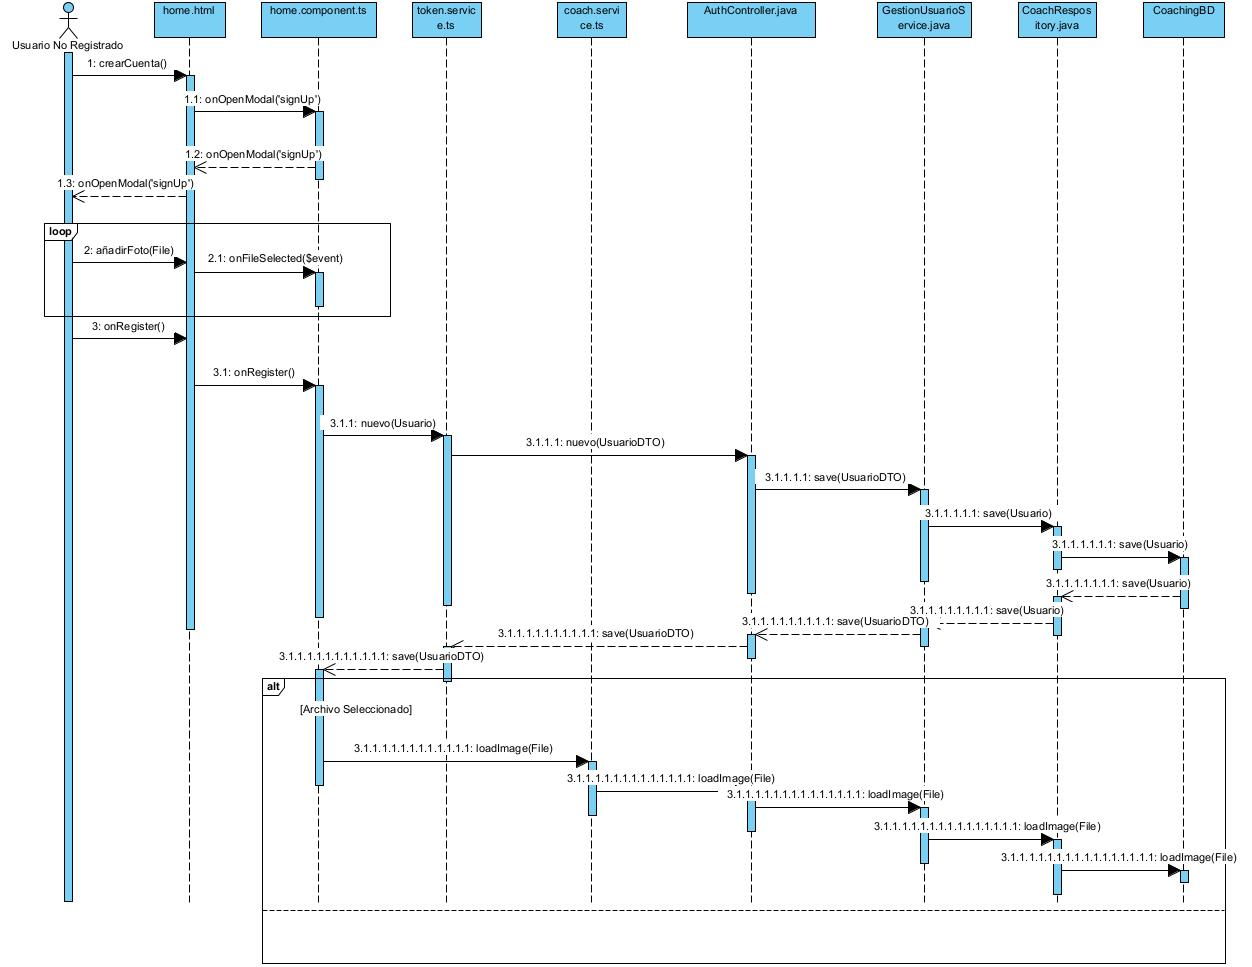 home.html
home.component.ts
token.servic
e.ts
coach.servi
ce.ts
AuthController.java
GestionUsuarioS
ervice.java
CoachRespos
itory.java
CoachingBD
Usuario No Registrado
1: crearCuenta()
1.1: onOpenModal('signUp')
1.2: onOpenModal('signUp')
1.3: onOpenModal('signUp')
loop
2: añadirFoto(File)
2.1: onFileSelected($event)
3: onRegister()
3.1: onRegister()
3.1.1: nuevo(Usuario)
3.1.1.1: nuevo(UsuarioDTO)
3.1.1.1.1: save(UsuarioDTO)
3.1.1.1.1.1: save(Usuario)
3.1.1.1.1.1.1: save(Usuario)
3.1.1.1.1.1.1.1: save(Usuario)
3.1.1.1.1.1.1.1.1: save(Usuario)
3.1.1.1.1.1.1.1.1.1: save(UsuarioDTO)
3.1.1.1.1.1.1.1.1.1.1: save(UsuarioDTO)
3.1.1.1.1.1.1.1.1.1.1.1: save(UsuarioDTO)
alt
[Archivo Seleccionado]
3.1.1.1.1.1.1.1.1.1.1.1.1: loadImage(File)
3.1.1.1.1.1.1.1.1.1.1.1.1.1: loadImage(File)
3.1.1.1.1.1.1.1.1.1.1.1.1.1.1: loadImage(File)
3.1.1.1.1.1.1.1.1.1.1.1.1.1.1.1: loadImage(File)
3.1.1.1.1.1.1.1.1.1.1.1.1.1.1.1.1: loadImage(File)